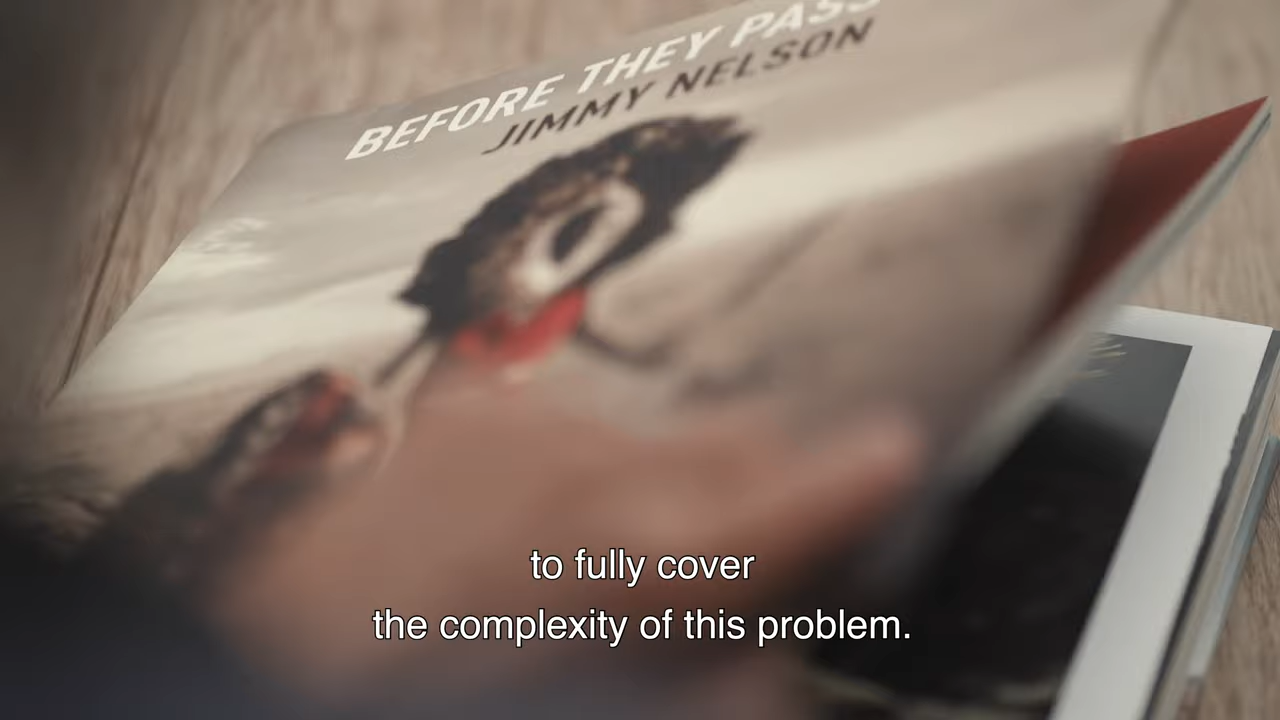 BEFORE THEY PASS
JIMMY NELSON
to fully cover
the complexity of this problem.